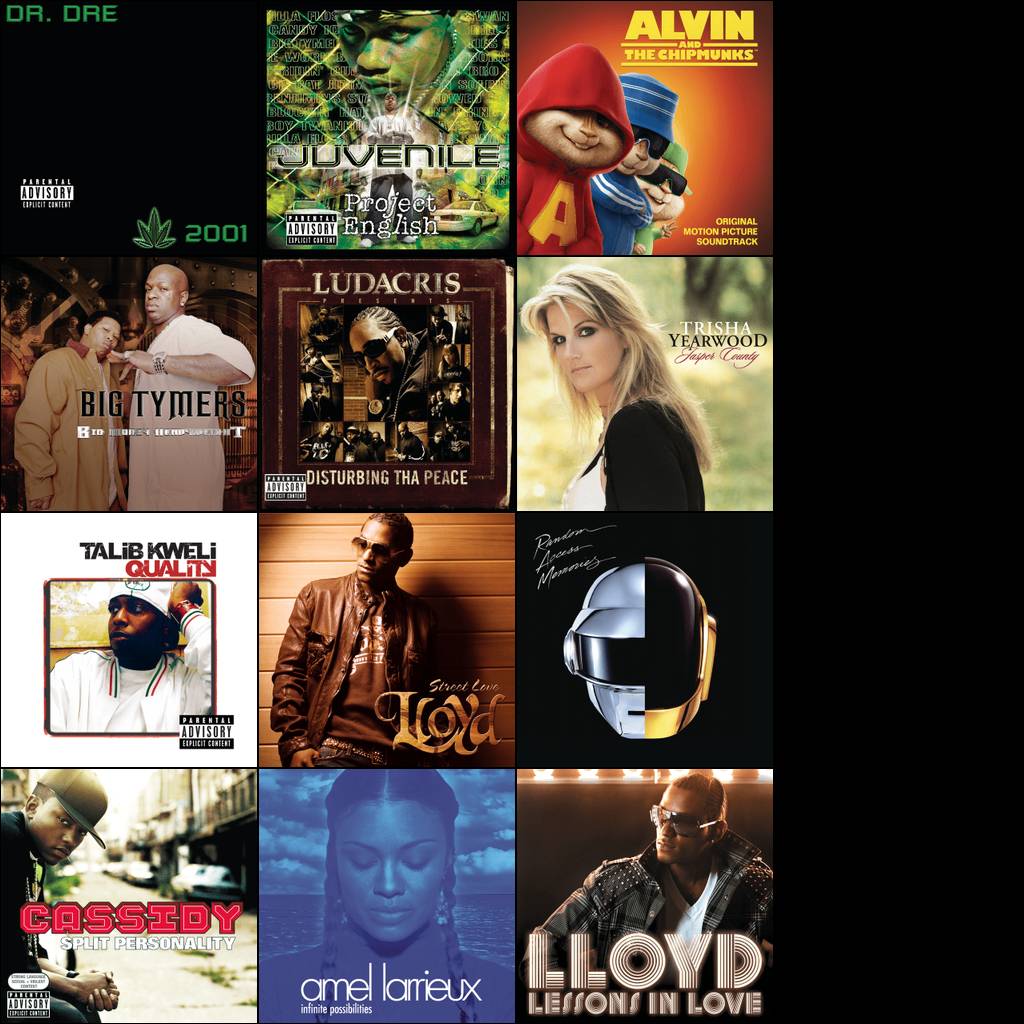 DR. DRE
PARENTAL
ADVISORY
EXPLICIT CONTENT
2001
JUVENILE
Project
English
PARENTAL
ADVISORY
EXPLICIT CONTENT
ALVIN
AND
THE CHIPMUNKS
A
ORIGINAL
MOTION PICTURE
SOUNDTRACK
BIG TYMERS
LUDACRIS
PRESENTS
PARENTAL
ADVISORY
EXPLICIT CONTENT
DISTURBING THA PEACE
TRISHA
YEARWOOD
Jasper County
TALIB KWELI
QUALITY
PARENTAL
ADVISORY
EXPLICIT CONTENT
Street Love
LLOYD
Random
Access
Memories
CASSIDY
SPLIT PERSONALITY
PARENTAL
ADVISORY
EXPLICIT CONTENT
amel larrieux
infinite possibilities
LLOYD
LESSONS IN LOVE